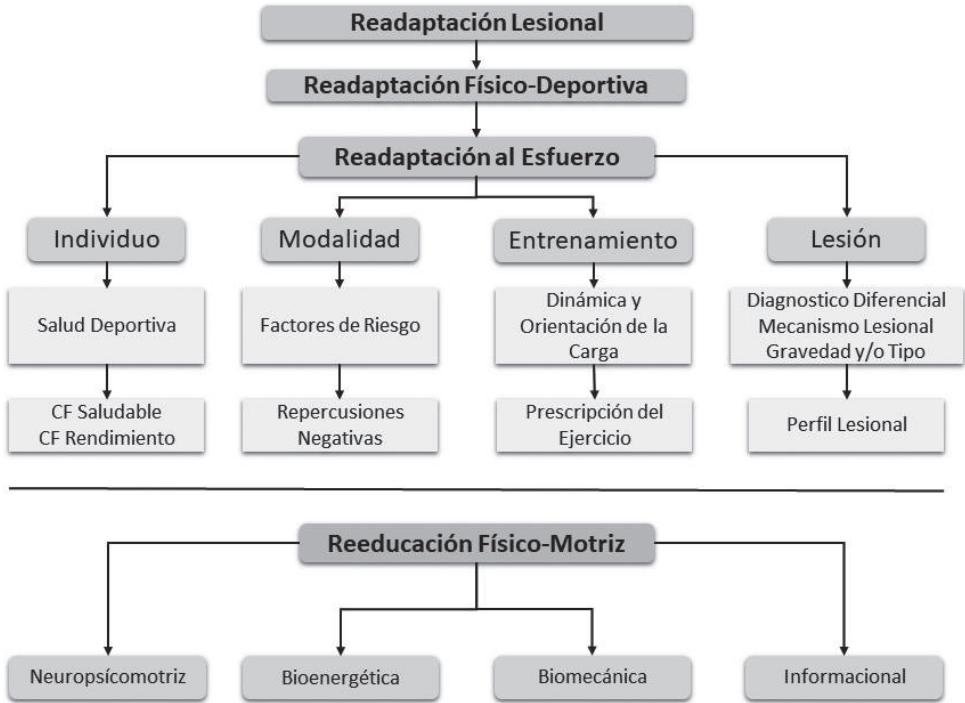 Readaptación Lesional
Readaptación Físico-Deportiva
Readaptación al Esfuerzo
Individuo
Modalidad
Entrenamiento
Lesión
Salud Deportiva
Factores de Riesgo
Dinámica y
Orientación de la
Carga
Diagnostico Diferencial
Mecanismo Lesional
Gravedad y/o Tipo
CF Saludable
CF Rendimiento
Repercusiones
Negativas
Prescripción del
Ejercicio
Perfil Lesional
Reeducación Físico-Motriz
Neuropsícomotriz
Bioenergética
Biomecánica
Informacional